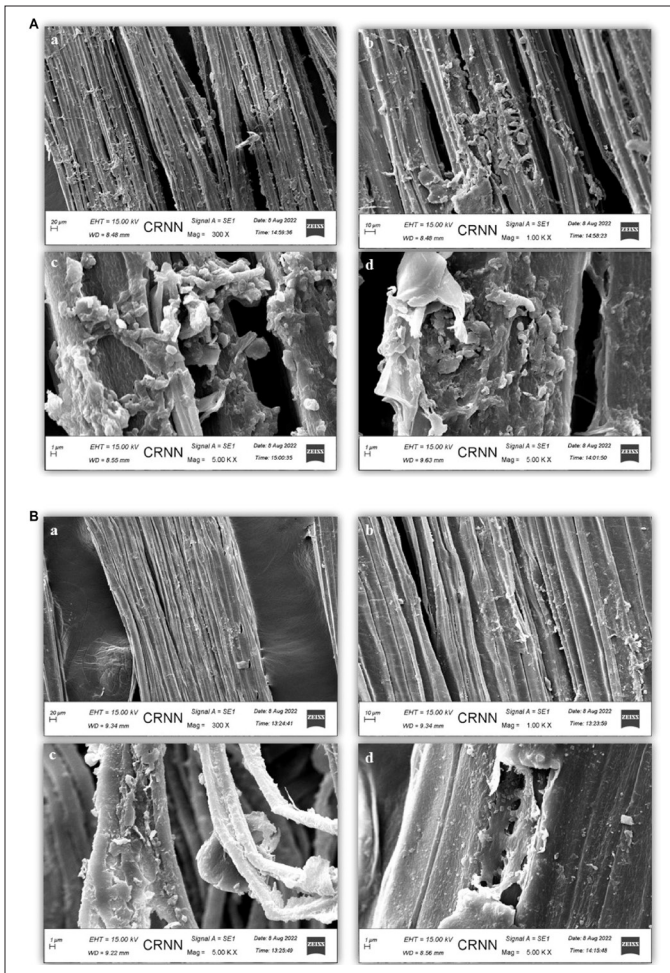 A
a
20 µm
EHT = 15.00 kV
WD = 8.48 mm
CRNN
Signal A = SE1
Mag = 300 X
Date: 8 Aug 2022
Time: 14:59:36
ZEISS
b
10 µm
EHT = 15.00 kV
WD = 8.48 mm
CRNN
Signal A = SE1
Mag = 1.00 K X
Date: 8 Aug 2022
Time: 14:58:23
ZEISS
c
1 µm
EHT = 15.00 kV
WD = 8.55 mm
CRNN
Signal A = SE1
Mag = 5.00 K X
Date: 8 Aug 2022
Time: 15:00:35
ZEISS
d
1 µm
EHT = 15.00 kV
WD = 9.63 mm
CRNN
Signal A = SE1
Mag = 5.00 K X
Date: 8 Aug 2022
Time: 14:01:50
ZEISS
B
a
20 µm
EHT = 15.00 kV
WD = 9.34 mm
CRNN
Signal A = SE1
Mag = 300 X
Date: 8 Aug 2022
Time: 13:24:41
ZEISS
b
10 µm
EHT = 15.00 kV
WD = 9.34 mm
CRNN
Signal A = SE1
Mag = 1.00 K X
Date: 8 Aug 2022
Time: 13:23:59
ZEISS
c
1 µm
EHT = 15.00 kV
WD = 9.22 mm
CRNN
Signal A = SE1
Mag = 5.00 K X
Date: 8 Aug 2022
Time: 13:25:49
ZEISS
d
1 µm
EHT = 15.00 kV
WD = 8.56 mm
CRNN
Signal A = SE1
Mag = 5.00 K X
Date: 8 Aug 2022
Time: 14:15:48
ZEISS